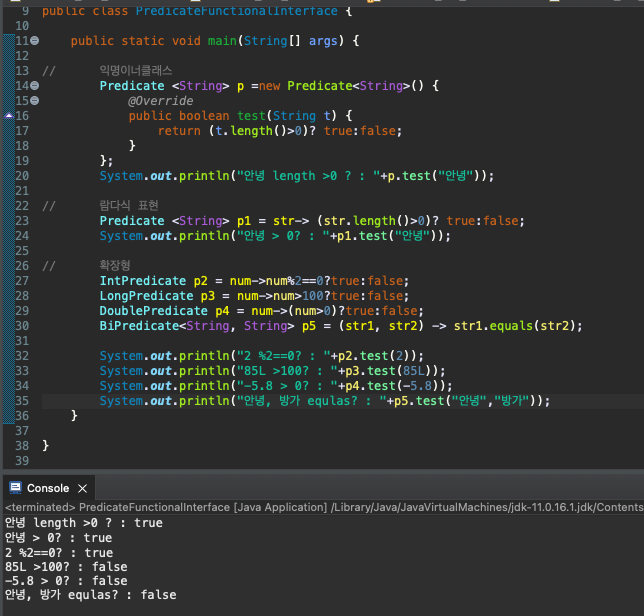 9 public class PredicateFunctionalInterface {
10
11 public static void main(String[] args) {
12
13 // 익명이너클래스
14 Predicate <String> p =new Predicate<String>() {
15 @Override
16 public boolean test(String t) {
17 return (t.length()>0)? true:false;
18 }
19 };
20 System.out.println("안녕 length >0 ? : "+p.test("안녕"));
21
22 // 람다식 표현
23 Predicate <String> p1 = str-> (str.length()>0)? true:false;
24 System.out.println("안녕 > 0? : "+p1.test("안녕"));
25
26 // 확장형
27 IntPredicate p2 = num->num%2==0?true:false;
28 LongPredicate p3 = num->num>100?true:false;
29 DoublePredicate p4 = num->(num>0)?true:false;
30 BiPredicate<String, String> p5 = (str1, str2) -> str1.equals(str2);
31
32 System.out.println("2 %2==0? : "+p2.test(2));
33 System.out.println("85L >100? : "+p3.test(85L));
34 System.out.println("-5.8 > 0? : "+p4.test(-5.8));
35 System.out.println("안녕, 방가 equlas? : "+p5.test("안녕","방가"));
36 }
37
38 }
39
Console
<terminated> PredicateFunctionalInterface [Java Application] /Library/Java/JavaVirtualMachines/jdk-11.0.16.1.jdk/Contents
안녕 length >0 ? : true
안녕 > 0? : true
2 %2==0? : true
85L >100? : false
-5.8 > 0? : false
안녕, 방가 equlas? : false